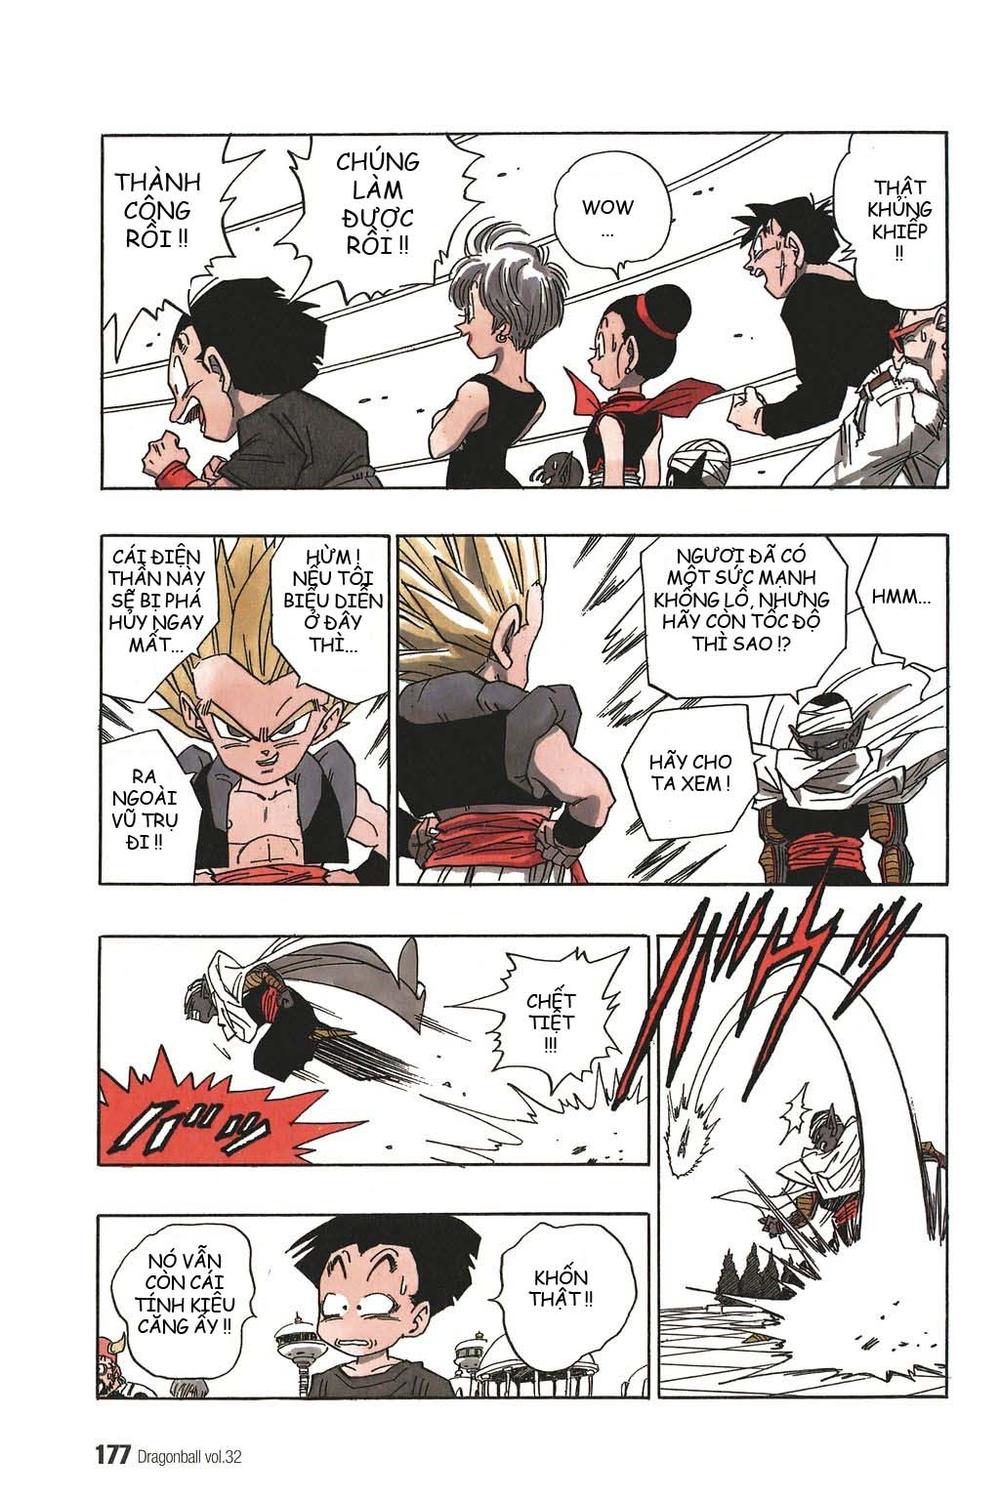 THẬT
KHỦNG
KHIẾP
!!
WOW
...
CHÚNG
LÀM
ĐƯỢC
RỒI !!
THÀNH
CÔNG
RỒI !!
HMM...
NGƯƠI ĐÃ CÓ
MỘT SỨC MẠNH
KHỔNG LỒ, NHƯNG
HÃY CÒN TỐC ĐỘ
THÌ SAO !?
HÃY CHO
TA XEM !
HỪM !
NẾU TÔI
BIỂU DIỄN
Ở ĐÂY
THÌ...
CÁI ĐIỆN
THẦN NÀY
SẼ BỊ PHÁ
HỦY NGAY
MẤT...
RA
NGOÀI
VŨ TRỤ
ĐI !!
CHẾT
TIỆT
!!!
KHỐN
THẬT !!
NÓ VẪN
CÒN CÁI
TÍNH KIÊU
CĂNG ẤY !!
177 Dragonball vol.32